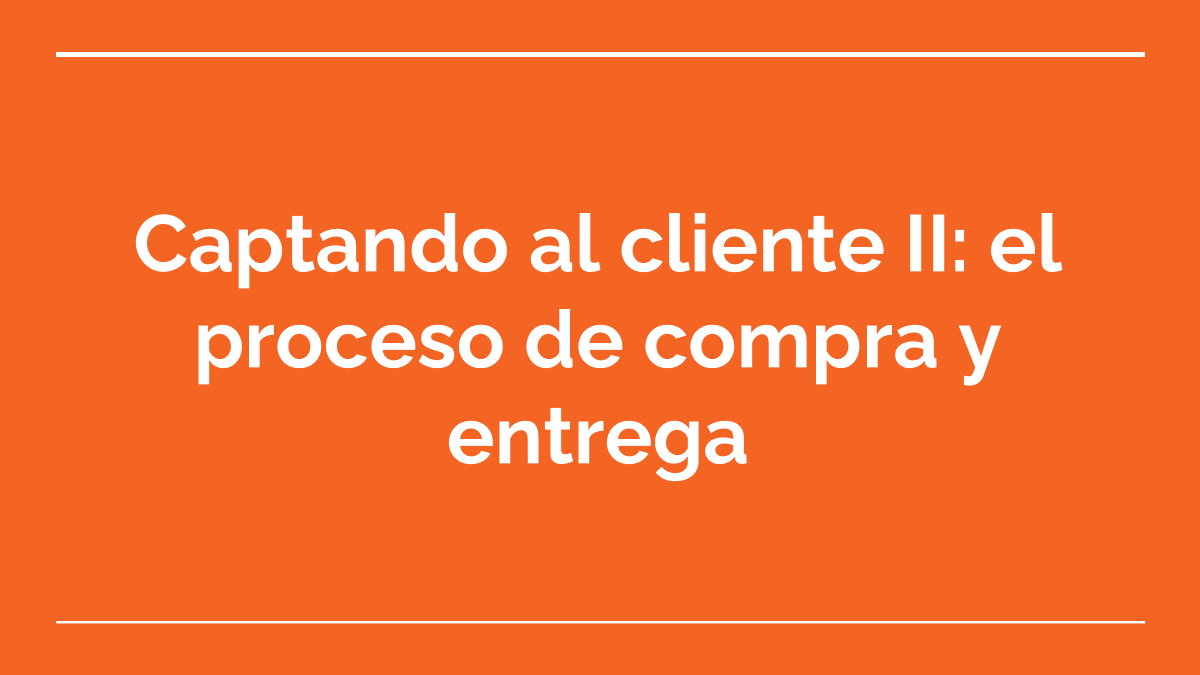 Captando al cliente II: el
proceso de compra y
entrega